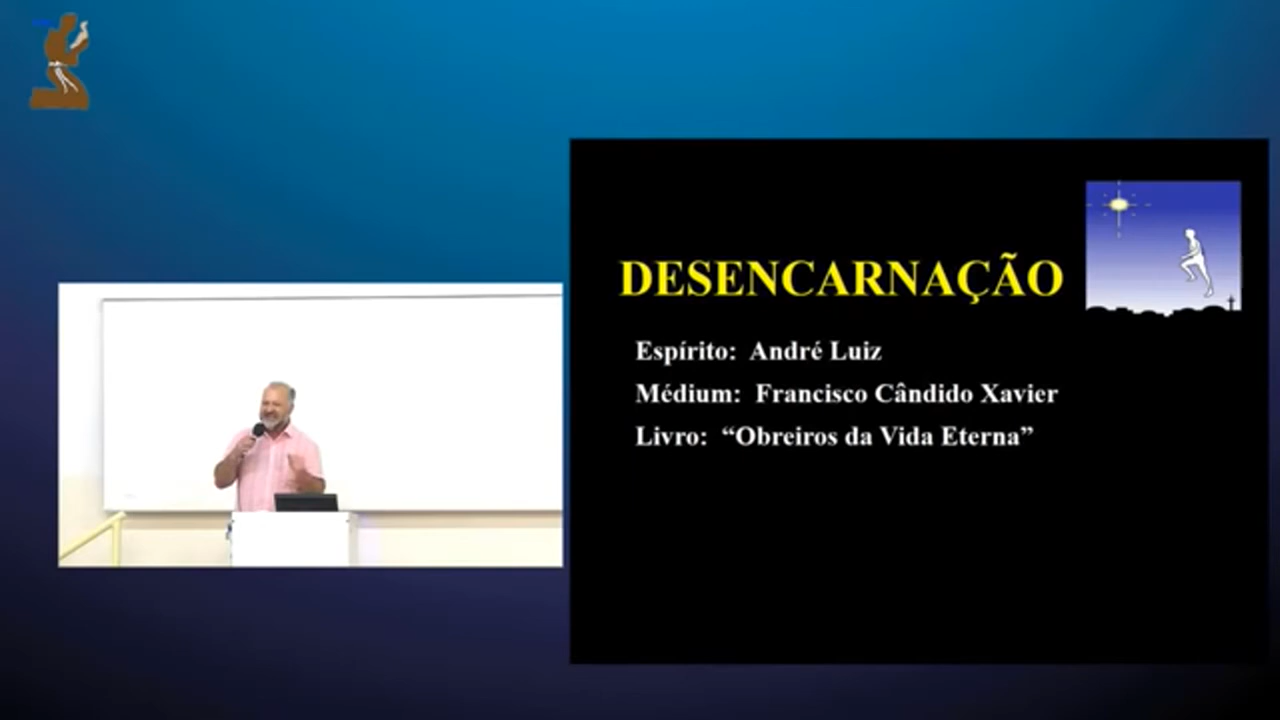 DESENCARNAÇÃO
Espírito: André Luiz
Médium: Francisco Cândido Xavier
Livro: “Obreiros da Vida Eterna”